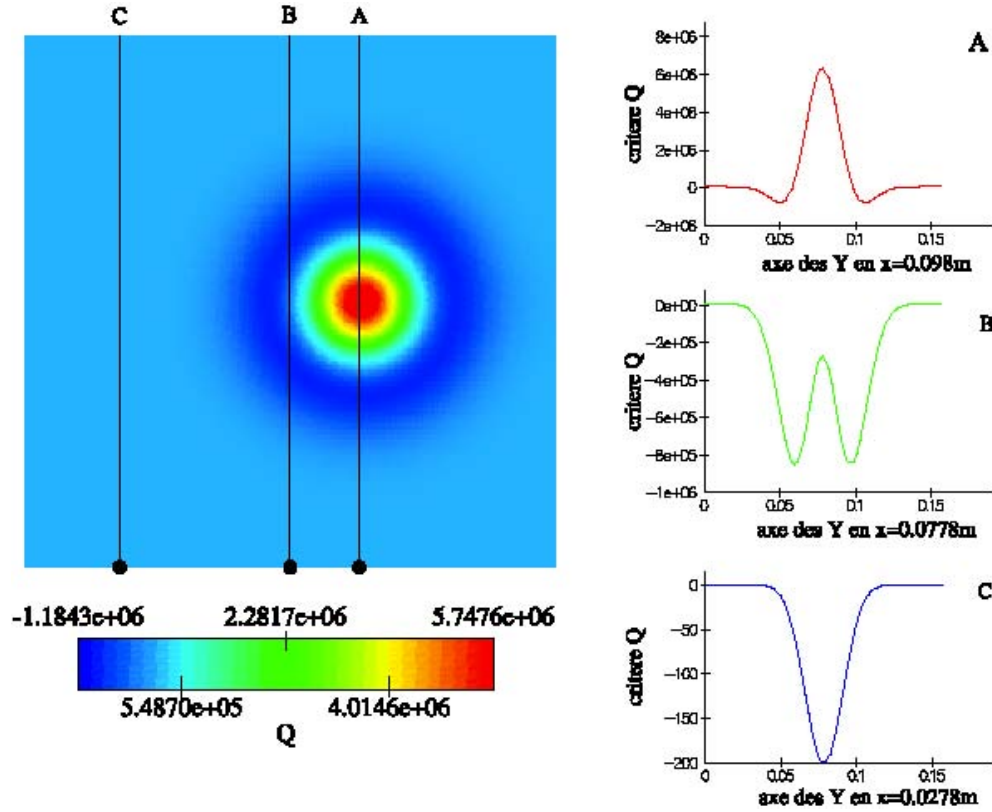 C B A
-1.1843e+06 2.2817e+06 5.7476e+06
5.4870e+05 4.0146e+06
Q
A
critere Q
8e+06
6e+06
4e+06
2e+06
0
-2e+06
0 0.05 0.1 0.15
axe des Y en x=0.098m
B
critere Q
0e+00
-2e+05
-4e+05
-6e+05
-8e+05
-1e+06
0 0.05 0.1 0.15
axe des Y en x=0.0778m
C
critere Q
0
-50
-100
-150
-200
0 0.05 0.1 0.15
axe des Y en x=0.0278m